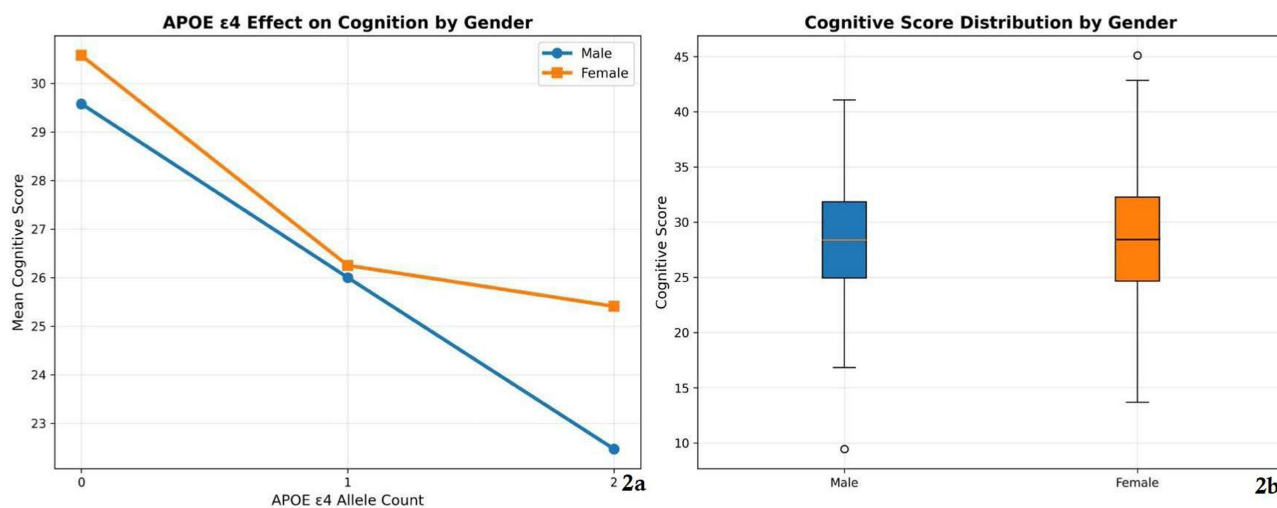 APOE ε4 Effect on Cognition by Gender
Male
Female
Mean Cognitive Score
30
29
28
27
26
25
24
23
0
1
2
2a
APOE ε4 Allele Count
Cognitive Score Distribution by Gender
Cognitive Score
45
40
35
30
25
20
15
10
Male
Female
2b